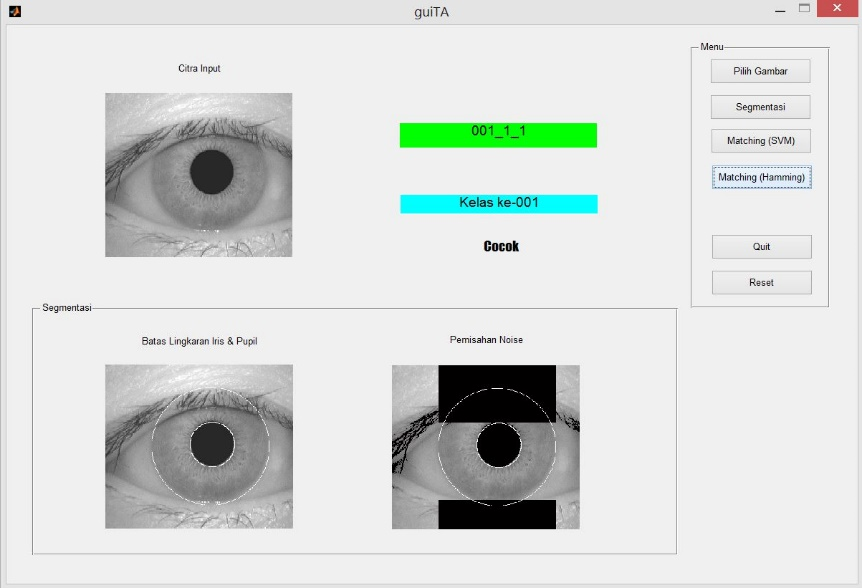 guiTA
Citra Input
001_1_1
Kelas ke-001
Cocok
Menu
Pilih Gambar
Segmentasi
Matching (SVM)
Matching (Hamming)
Quit
Reset
Segmentasi
Batas Lingkaran Iris & Pupil
Pemisahan Noise